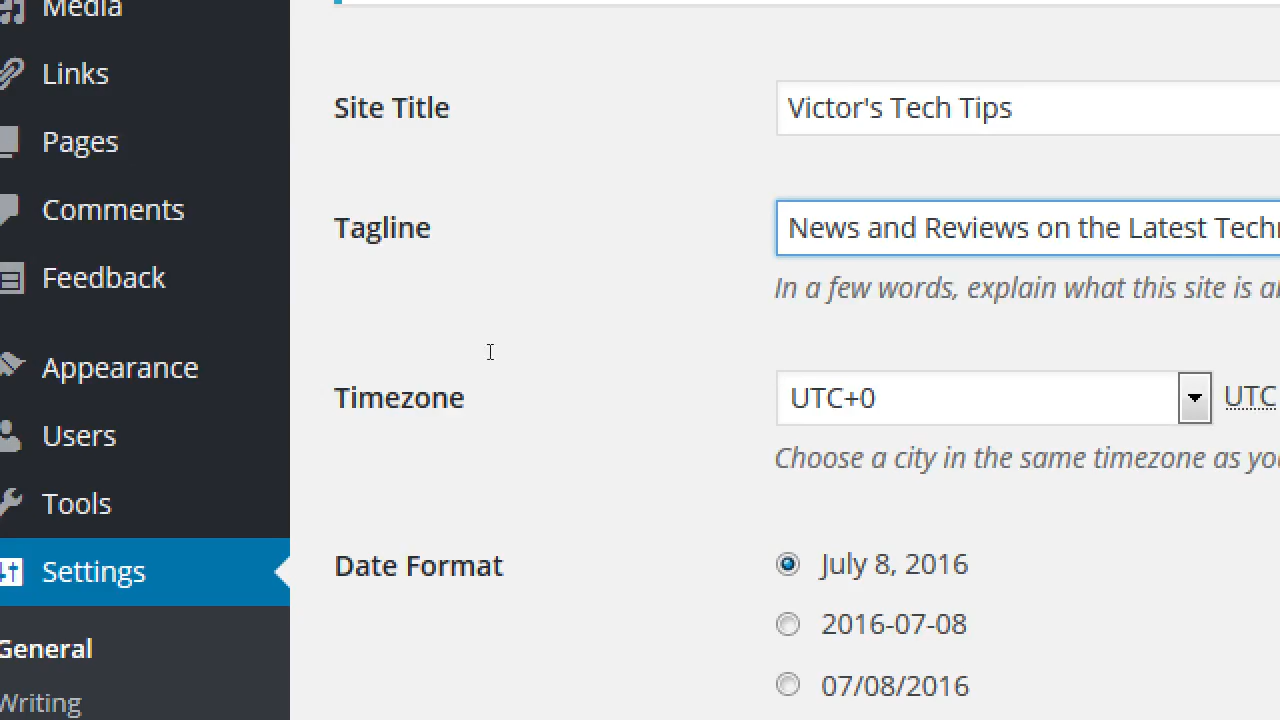 Media
Links
Pages
Comments
Feedback
Appearance
Users
Tools
Settings
General
Writing
Site Title
Victor's Tech Tips
Tagline
News and Reviews on the Latest
In a few words, explain what this site is
Timezone
UTC+0
UTC
Choose a city in the same timezone as
Date Format
July 8, 2016
2016-07-08
07/08/2016